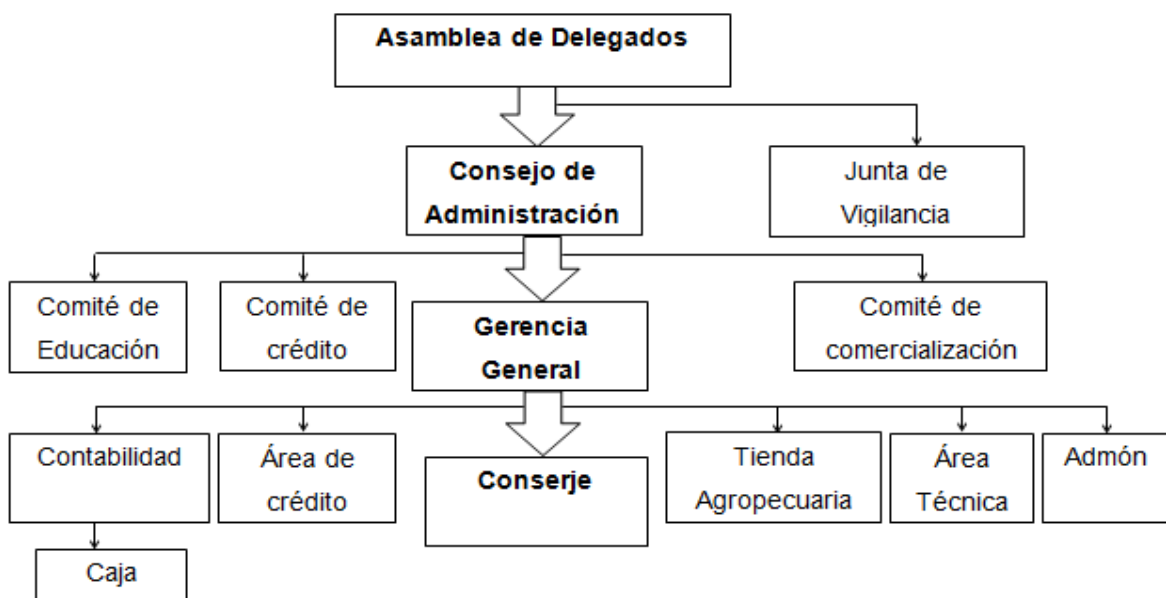 Asamblea de Delegados
Consejo de
Administración
Junta de
Vigilancia
Comité de
Educación
Comité de
crédito
Gerencia
General
Comité de
comercialización
Contabilidad
Área de
crédito
Conserje
Tienda
Agropecuaria
Área
Técnica
Admón
Caja